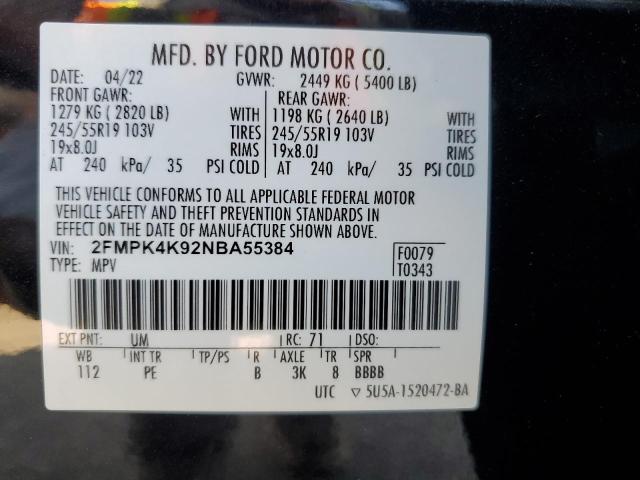 MFD. BY FORD MOTOR CO.
DATE: 04/22 GVWR: 2449 KG (5400 LB)
FRONT GAWR: REAR GAWR:
1279 KG (2820 LB) WITH 1198 KG (2640 LB) WITH
245/55R19 103V TIRES 245/55R19 103V TIRES
19x8.0J RIMS 19x8.0J RIMS
AT 240 kPa/ 35 PSI COLD AT 240 kPa/ 35 PSI COLD
THIS VEHICLE CONFORMS TO ALL APPLICABLE FEDERAL MOTOR
VEHICLE SAFETY AND THEFT PREVENTION STANDARDS IN
EFFECT ON THE DATE OF MANUFACTURE SHOWN ABOVE.
VIN: 2FMPK4K92NBA55384 F0079
TYPE: MPV T0343
EXT PNT: UM RC: 71 DSO:
WB INT TR TP/PS R AXLE TR SPR
112 PE B 3K 8 BBBB
UTC ▽ 5U5A-1520472-BA